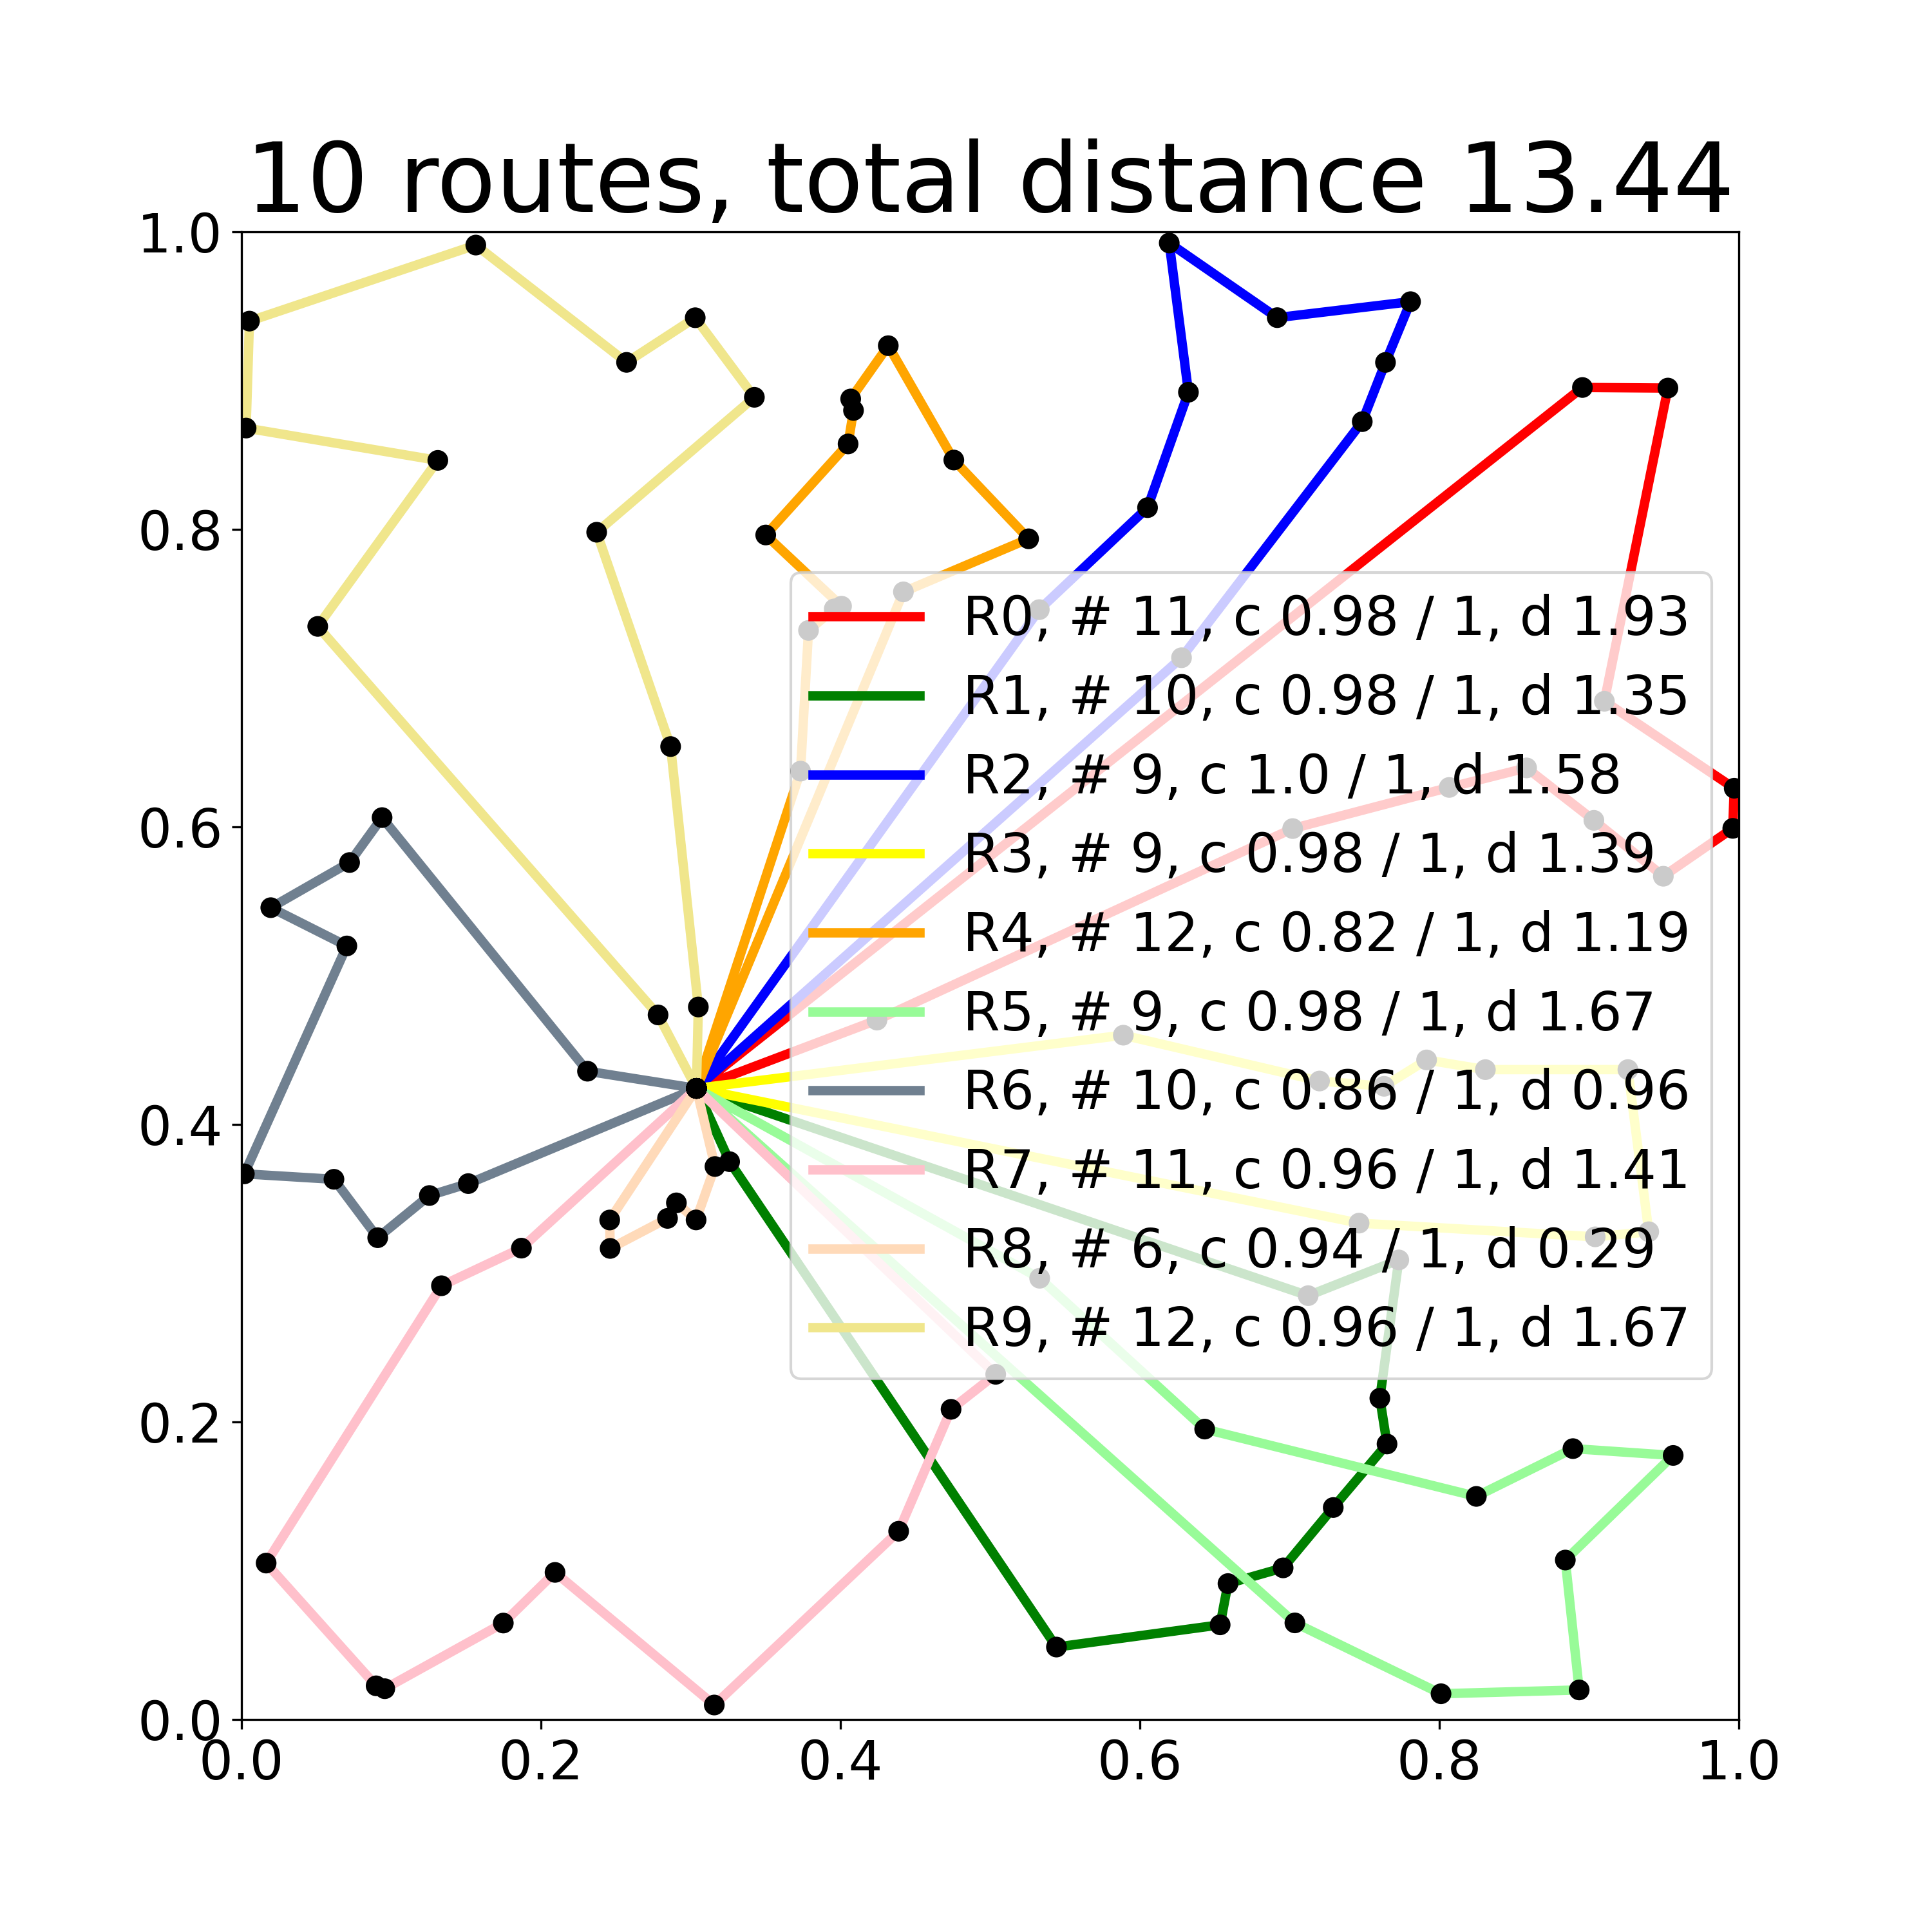 10 routes, total distance 13.44
1.0
0.8
0.6
0.4
0.2
0.0
0.0 0.2 0.4 0.6 0.8 1.0
R0, # 11, c 0.98 / 1, d 1.93
R1, # 10, c 0.98 / 1, d 1.35
R2, # 9, c 1.0 / 1, d 1.58
R3, # 9, c 0.98 / 1, d 1.39
R4, # 12, c 0.82 / 1, d 1.19
R5, # 9, c 0.98 / 1, d 1.67
R6, # 10, c 0.86 / 1, d 0.96
R7, # 11, c 0.96 / 1, d 1.41
R8, # 6, c 0.94 / 1, d 0.29
R9, # 12, c 0.96 / 1, d 1.67